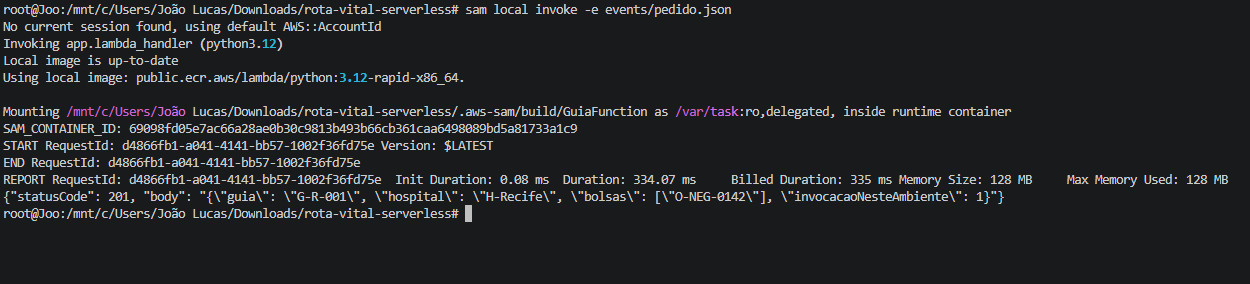 root@Joo:/mnt/c/Users/João Lucas/Downloads/rota-vital-serverless# sam local invoke -e events/pedido.json
No current session found, using default AWS::AccountId
Invoking app.lambda_handler (python3.12)
Local image is up-to-date
Using local image: public.ecr.aws/lambda/python:3.12-rapid-x86_64.

Mounting /mnt/c/Users/João Lucas/Downloads/rota-vital-serverless/.aws-sam/build/GuiaFunction as /var/task:ro,delegated, inside runtime container
SAM_CONTAINER_ID: 69098fd05e7ac66a28ae0b30c9813b493b66cb361caa6498089bd5a81733a1c9
START RequestId: d4866fb1-a041-4141-bb57-1002f36fd75e Version: $LATEST
END RequestId: d4866fb1-a041-4141-bb57-1002f36fd75e
REPORT RequestId: d4866fb1-a041-4141-bb57-1002f36fd75e  Init Duration: 0.08 ms  Duration: 334.07 ms     Billed Duration: 335 ms Memory Size: 128 MB     Max Memory Used: 128 MB
{"statusCode": 201, "body": "{\"guia\": \"G-R-001\", \"hospital\": \"H-Recife\", \"bolsas\": [\"O-NEG-0142\"], \"invocacaoNesteAmbiente\": 1}"}
root@Joo:/mnt/c/Users/João Lucas/Downloads/rota-vital-serverless#